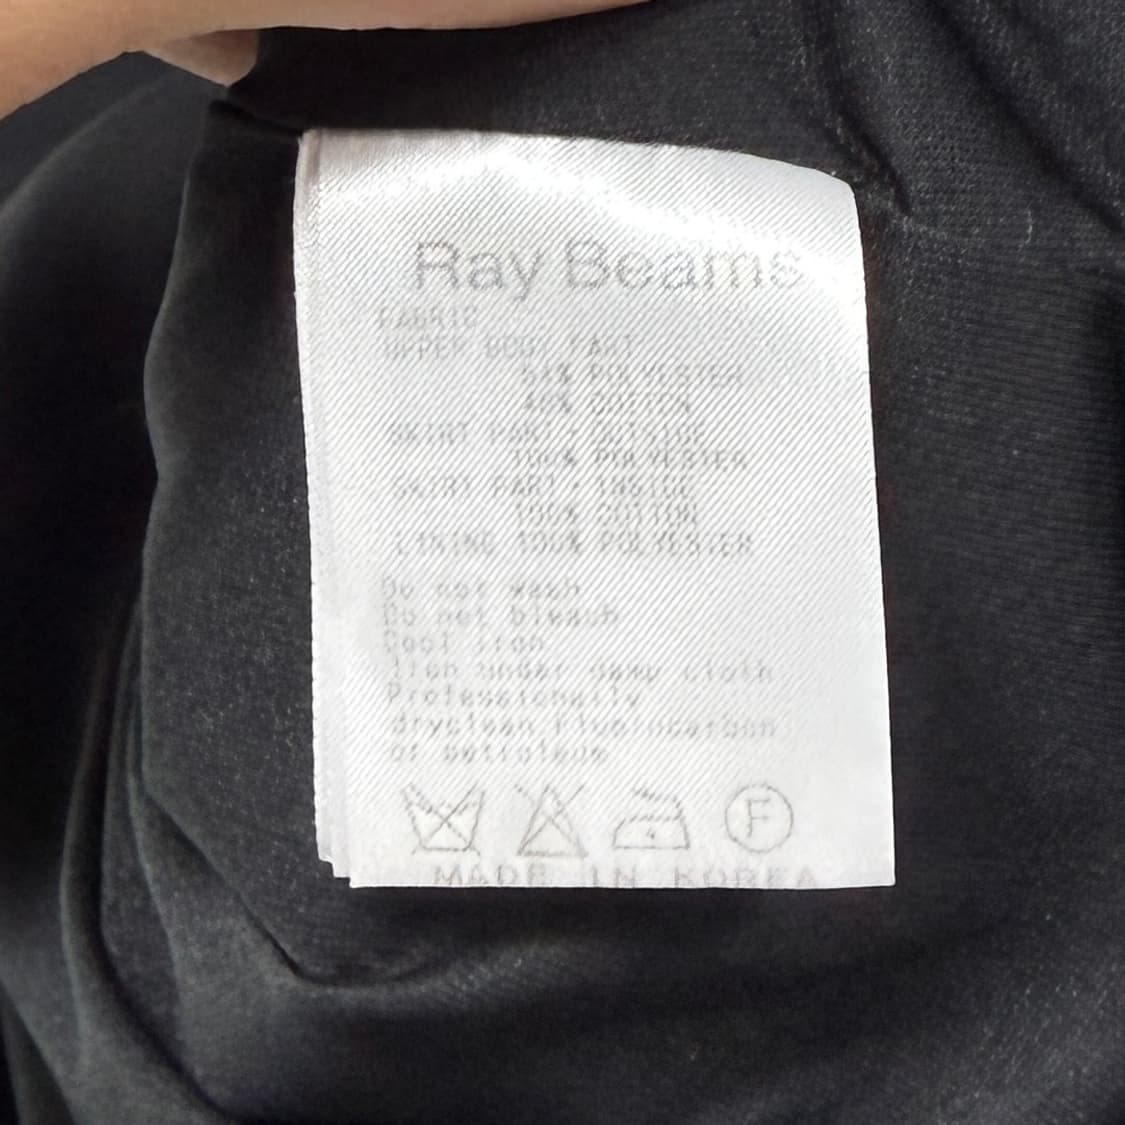 Ray Beams
FABRIC
UPPER BODY PART
POLYESTER
COTTON
SKIRT PART- OUTSIDE
100% POLYESTER
SKIRT PART- INSIDE
100% COTTON
LINING 100% POLYESTER
Do not wash
Do not bleach
Cool iron
Iron under damp cloth
Professionally
dryclean Fluorocarbon
or petroleum
F
MADE IN KOREA